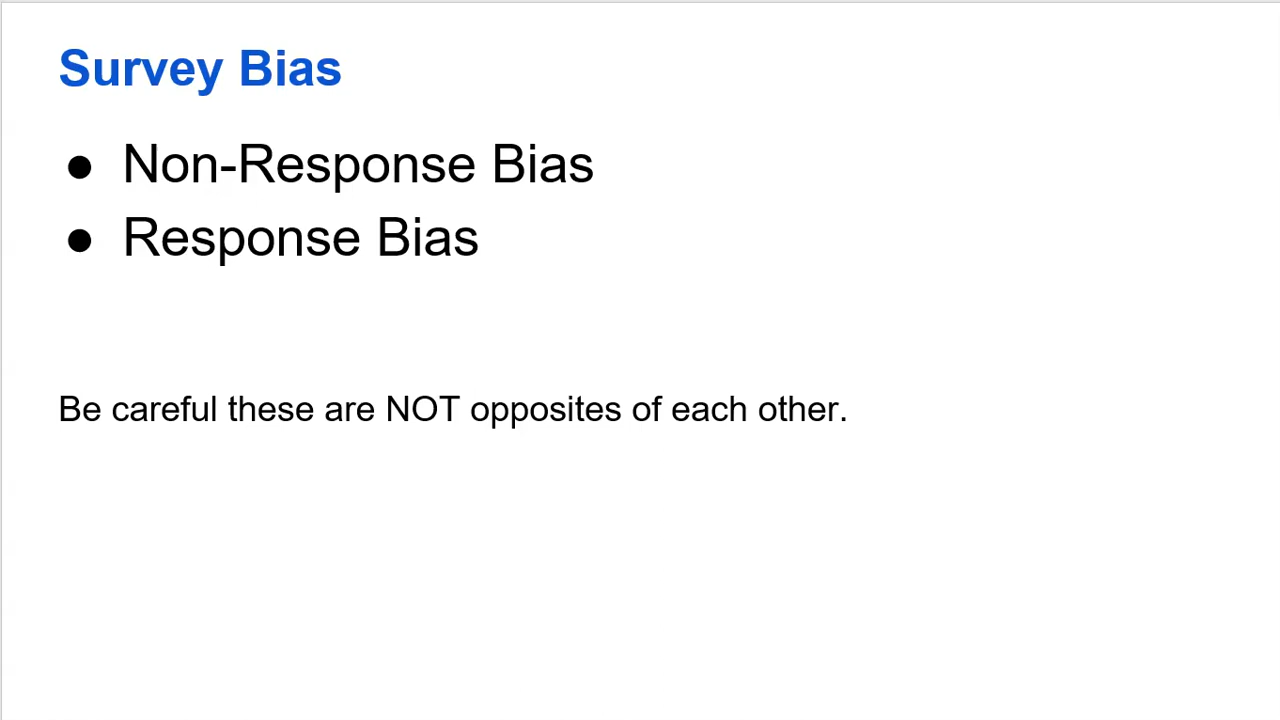 Survey Bias
● Non-Response Bias
● Response Bias
Be careful these are NOT opposites of each other.